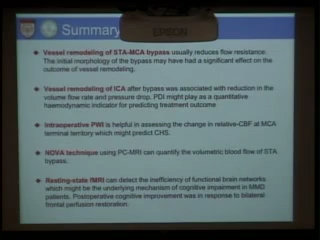 Summary
EPSON
Vessel remodeling of STA-MCA bypass usually reduces flow resistance.
The initial morphology of the bypass may have had a significant effect on the
outcome of vessel remodeling.
Vessel remodeling of ICA after bypass was associated with reduction in the
volume flow rate and pressure drop. PDI might play as a quantitative
haemodynamic indicator for predicting treatment outcome
Intraoperative PWI is helpful in assessing the change in relative-CBF at MCA
terminal territory which might predict CHS.
NOVA technique using PC-MRI can quantify the volumetric blood flow of STA
bypass.
Resting-state fMRI can detect the inefficiency of functional brain networks
which might be the underlying mechanism of cognitive impairment in MMD
patients. Postoperative cognitive improvement was in response to bilateral
frontal perfusion restoration.